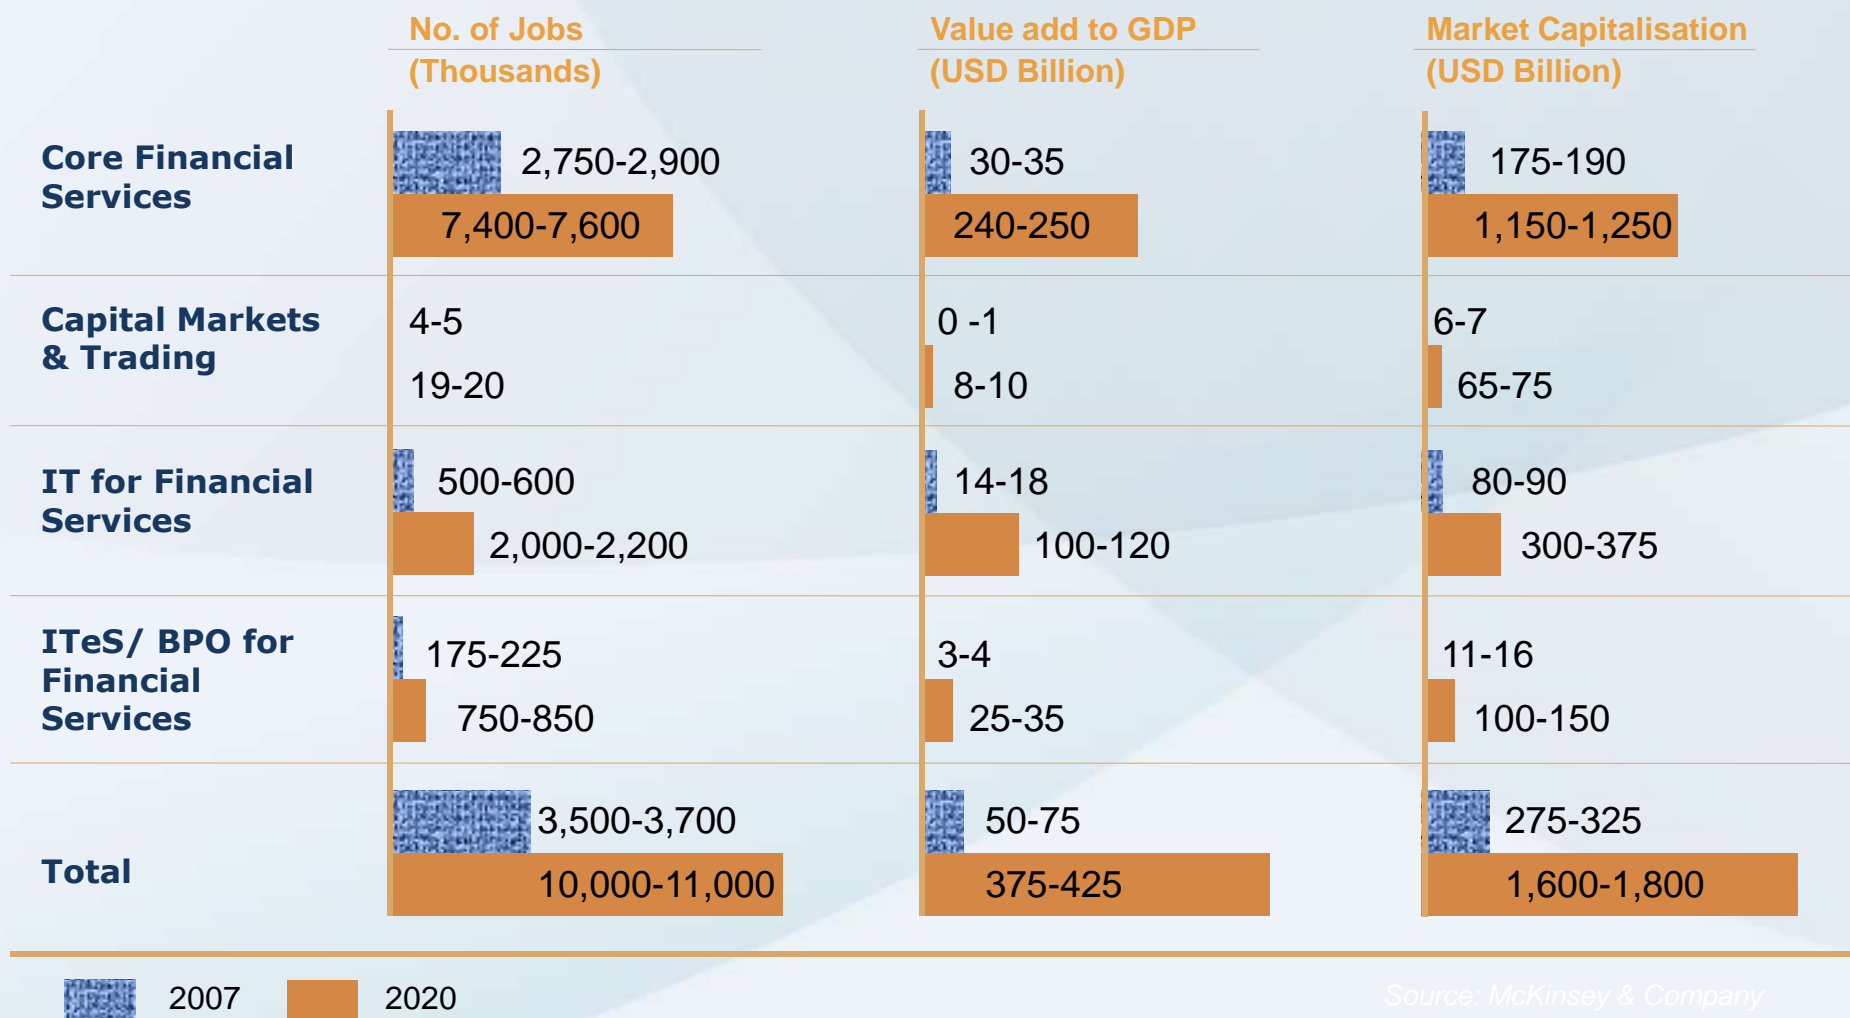 No. of Jobs
(Thousands)
Value add to GDP
(USD Billion)
Market Capitalisation
(USD Billion)
Core Financial
Services
2,750-2,900
7,400-7,600
30-35
240-250
175-190
1,150-1,250
Capital Markets
& Trading
4-5
19-20
0 -1
8-10
6-7
65-75
IT for Financial
Services
500-600
2,000-2,200
14-18
100-120
80-90
300-375
ITeS/ BPO for
Financial
Services
175-225
750-850
3-4
25-35
11-16
100-150
Total
3,500-3,700
10,000-11,000
50-75
375-425
275-325
1,600-1,800
2007
2020
Source: McKinsey & Company